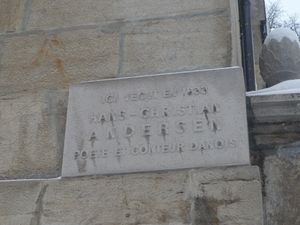 ICI VECUT EN 1833
HANS-CHRISTIAN
ANDERSEN
POETE ET CONTEUR DANOIS